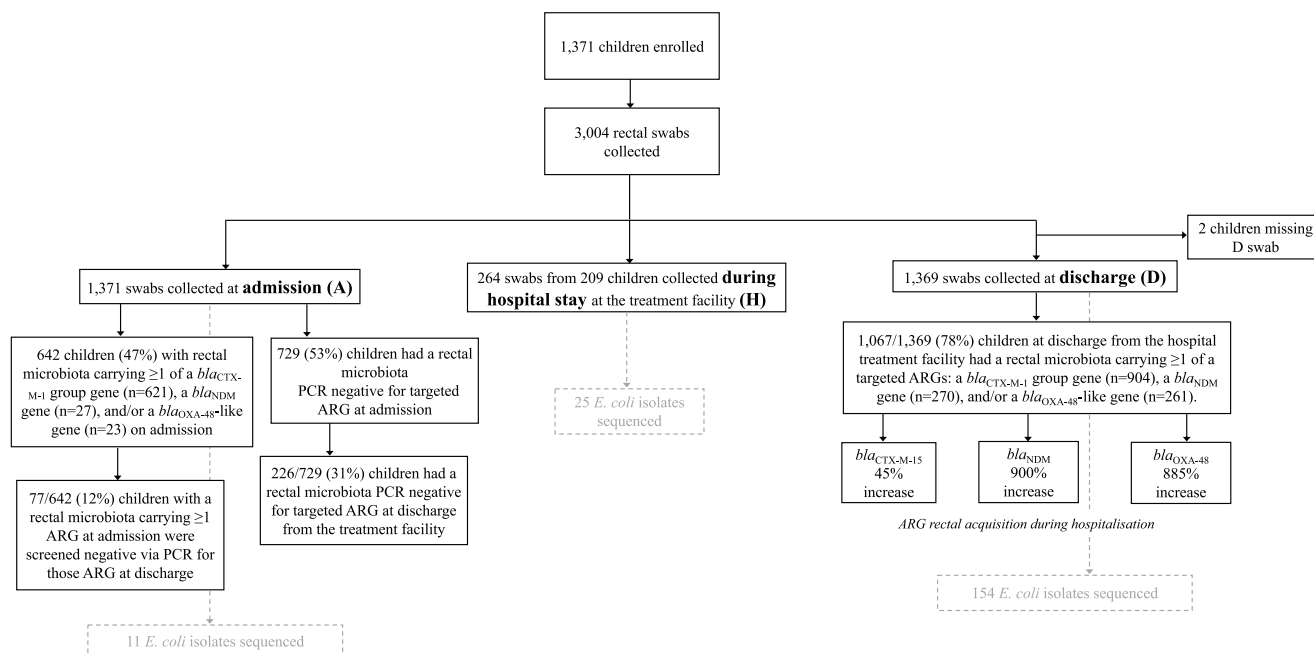 1,371 children enrolled
3,004 rectal swabs
collected
2 children missing
D swab
1,371 swabs collected at admission (A)
264 swabs from 209 children collected during
hospital stay at the treatment facility (H)
1,369 swabs collected at discharge (D)
642 children (47%) with rectal
microbiota carrying ≥1 of a blaCTX-
M-1 group gene (n=621), a blaNDM
gene (n=27), and/or a blaOXA-48-like
gene (n=23) on admission
729 (53%) children had a rectal
microbiota
PCR negative for targeted
ARG at admission
25 E. coli isolates
sequenced
1,067/1,369 (78%) children at discharge from the hospital
treatment facility had a rectal microbiota carrying ≥1 of a
targeted ARGs: a blaCTX-M-1 group gene (n=904), a blaNDM
gene (n=270), and/or a blaOXA-48-like gene (n=261).
77/642 (12%) children with a
rectal microbiota carrying ≥1
ARG at admission were
screened negative via PCR for
those ARG at discharge
226/729 (31%) children had a
rectal microbiota PCR negative
for targeted ARG at discharge
from the treatment facility
blaCTX-M-15
45%
increase
blaNDM
900%
increase
blaOXA-48
885%
increase
ARG rectal acquisition during hospitalisation
154 E. coli isolates sequenced
11 E. coli isolates sequenced